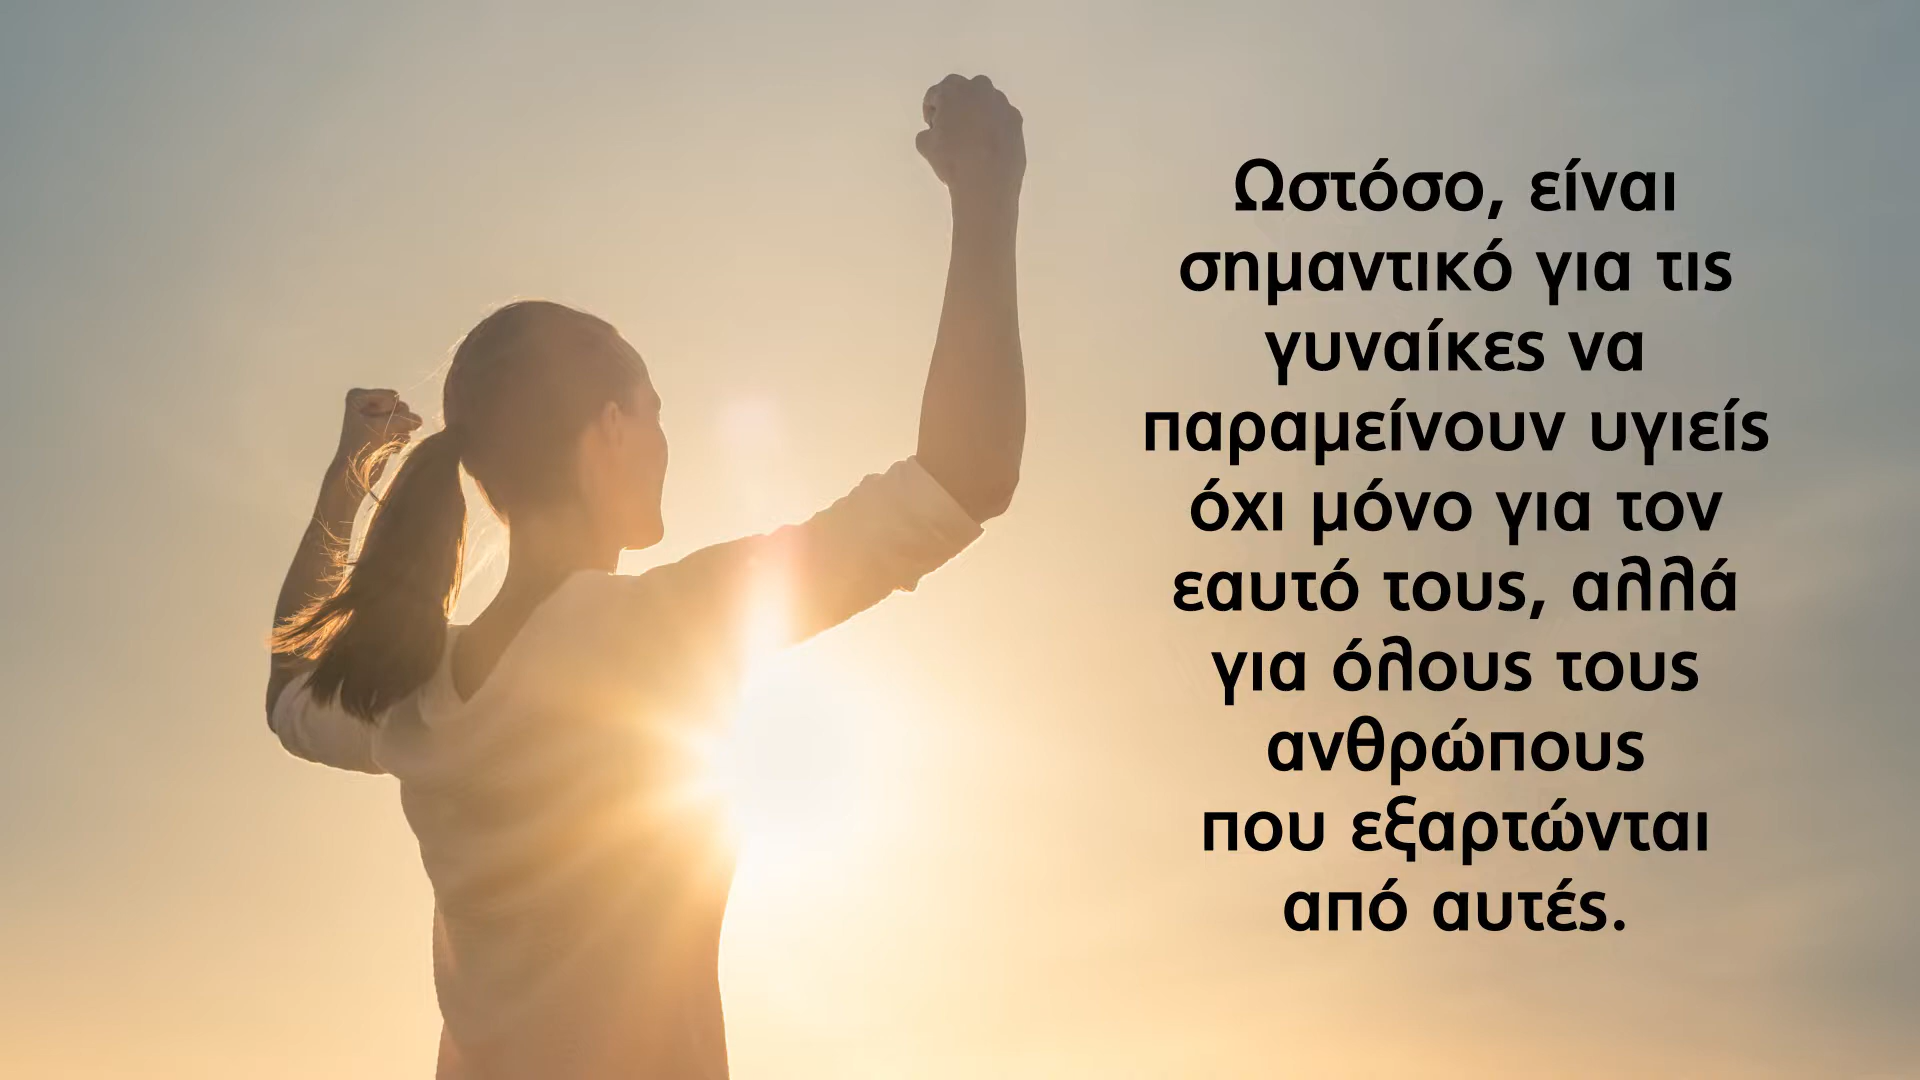 Ωστόσο, είναι
σημαντικό για τις
γυναίκες να
παραμείνουν υγιείς
όχι μόνο για τον
εαυτό τους, αλλά
για όλους τους
ανθρώπους
που εξαρτώνται
από αυτές.